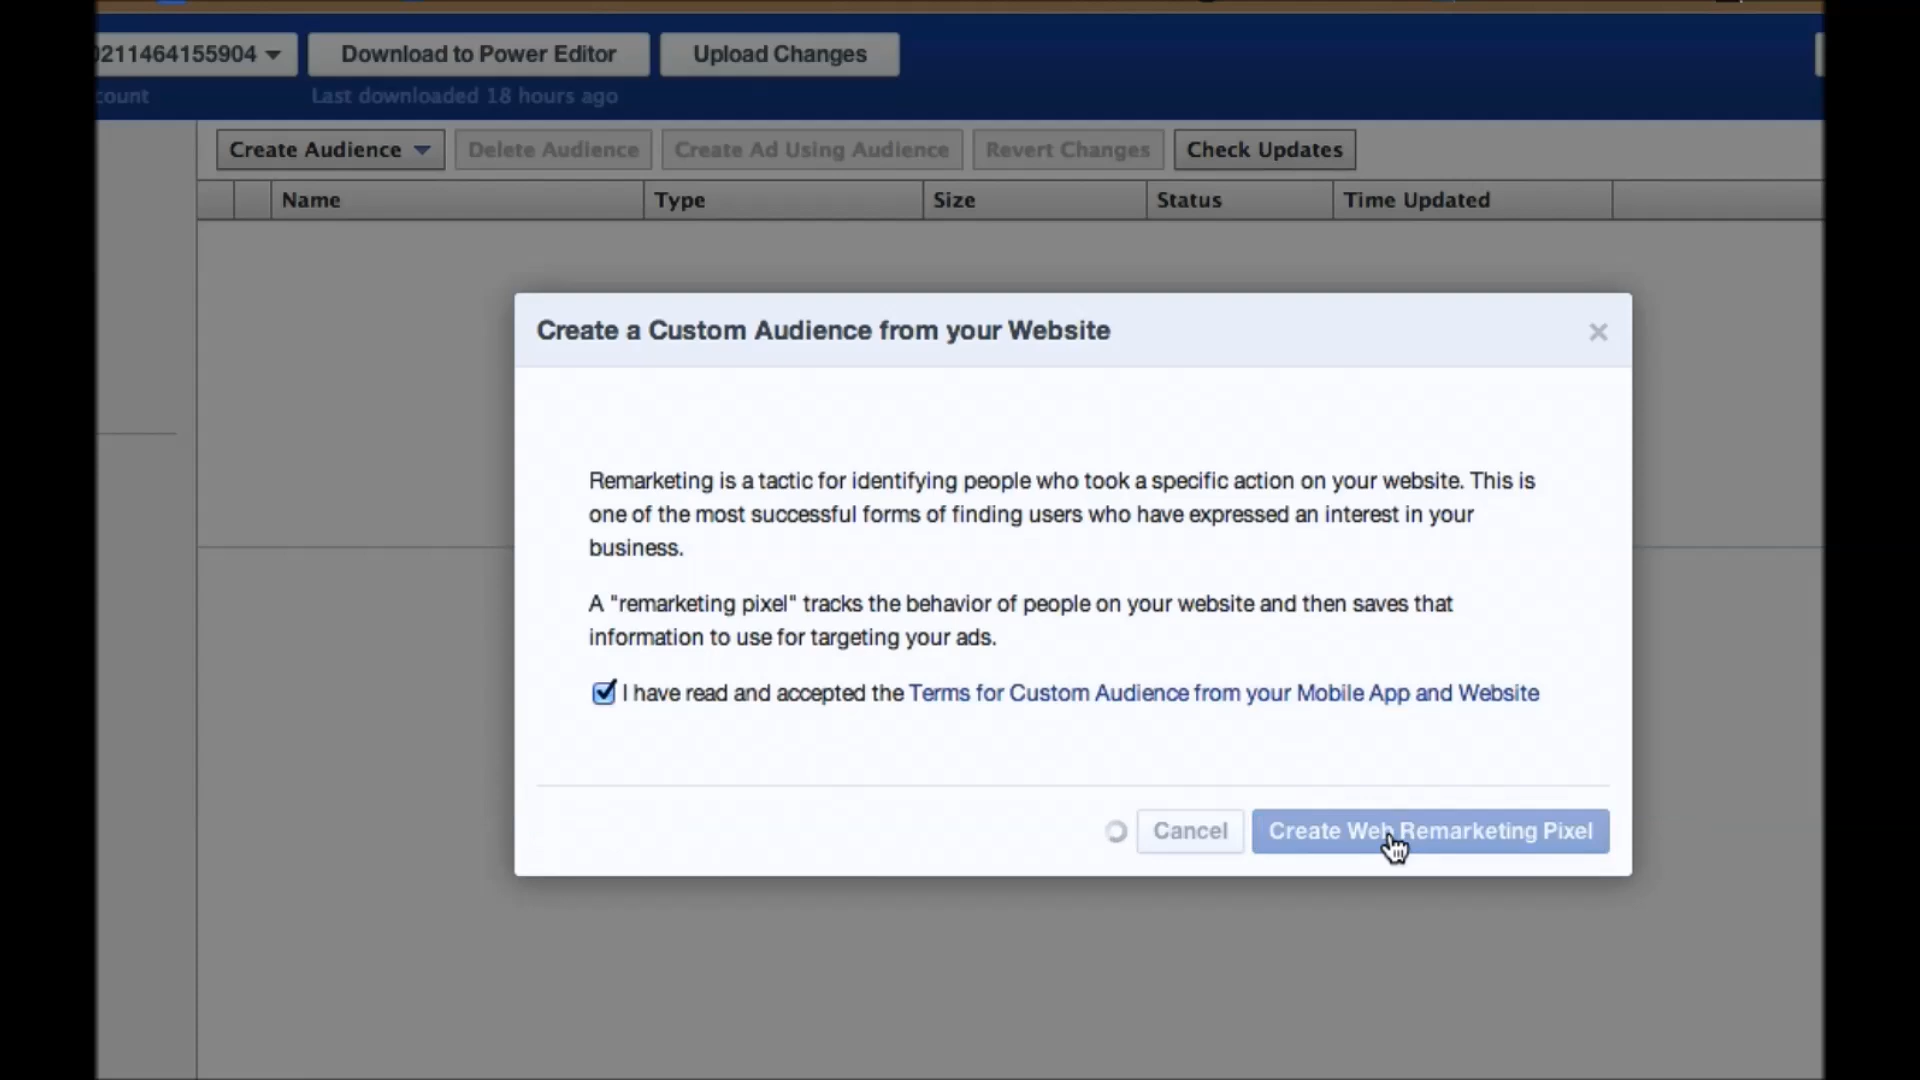 0211464155904
Download to Power Editor
Upload Changes
count
Last downloaded 18 hours ago
Create Audience
Delete Audience
Create Ad Using Audience
Revert Changes
Check Updates
Name
Type
Size
Status
Time Updated
Create a Custom Audience from your Website
Remarketing is a tactic for identifying people who took a specific action on your website. This is
one of the most successful forms of finding users who have expressed an interest in your
business.
A "remarketing pixel" tracks the behavior of people on your website and then saves that
information to use for targeting your ads.
I have read and accepted the Terms for Custom Audience from your Mobile App and Website
Cancel
Create Web Remarketing Pixel